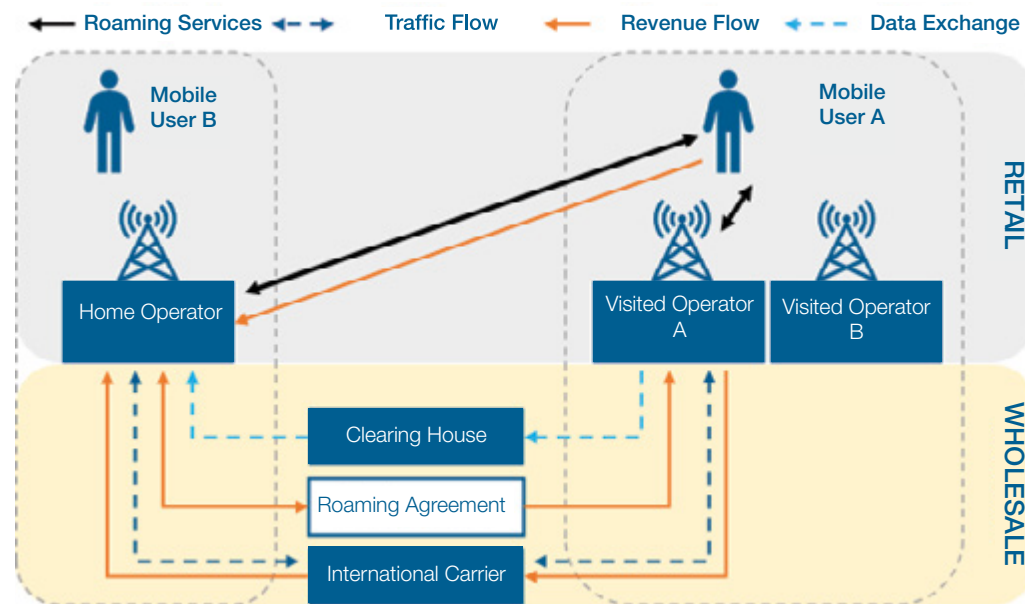 Roaming Services
Traffic Flow
Revenue Flow
Data Exchange
Mobile
User B
Mobile
User A
RETAIL
Home Operator
Visited Operator
A
Visited Operator
B
WHOLESALE
Clearing House
Roaming Agreement
International Carrier